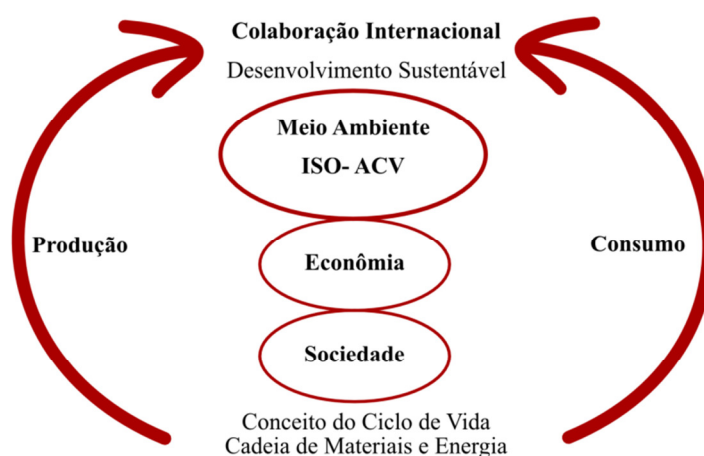 Colaboração Internacional
Desenvolvimento Sustentável
Meio Ambiente
ISO- ACV
Produção
Consumo
Econômia
Sociedade
Conceito do Ciclo de Vida
Cadeia de Materiais e Energia